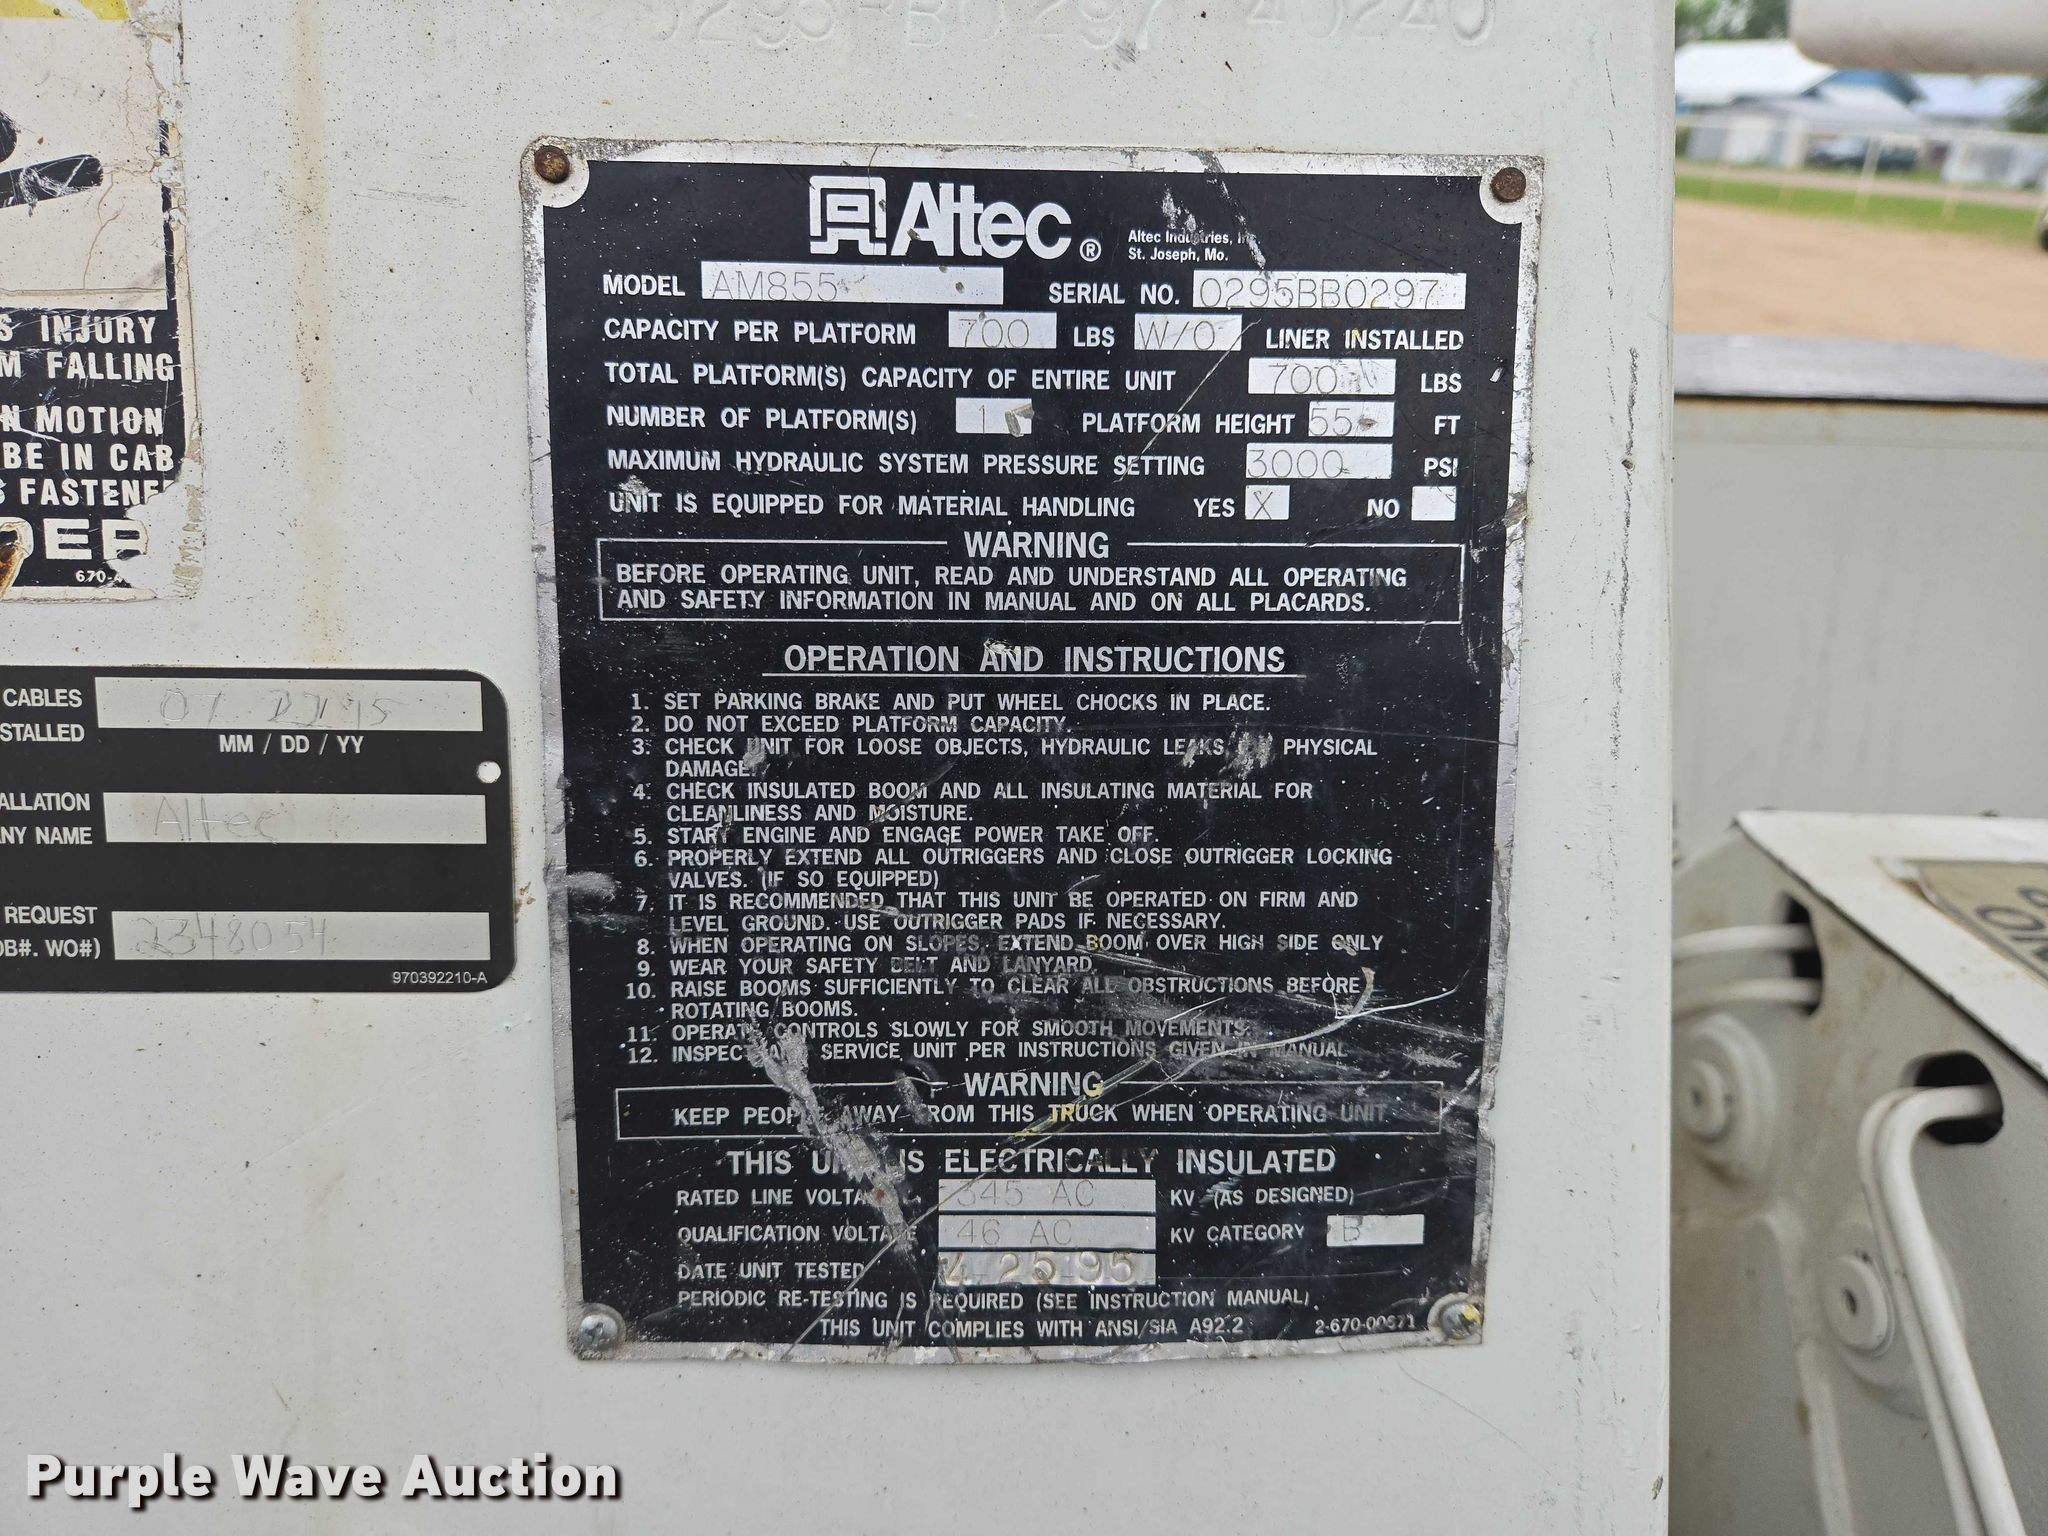 0295BB0297 40240
S INJURY
M FALLING
N MOTION
BE IN CAB
S FASTENE
DER
670-4
Altec®
Altec Industries, In
St. Joseph, Mo.
MODEL AM855 SERIAL NO. 0295BB0297
CAPACITY PER PLATFORM 700 LBS W/O LINER INSTALLED
TOTAL PLATFORM(S) CAPACITY OF ENTIRE UNIT 700 LBS
NUMBER OF PLATFORM(S) 1 PLATFORM HEIGHT 55 FT
MAXIMUM HYDRAULIC SYSTEM PRESSURE SETTING 3000 PSI
UNIT IS EQUIPPED FOR MATERIAL HANDLING YES X NO
WARNING
BEFORE OPERATING UNIT, READ AND UNDERSTAND ALL OPERATING
AND SAFETY INFORMATION IN MANUAL AND ON ALL PLACARDS.
OPERATION AND INSTRUCTIONS
1. SET PARKING BRAKE AND PUT WHEEL CHOCKS IN PLACE.
2. DO NOT EXCEED PLATFORM CAPACITY.
3. CHECK UNIT FOR LOOSE OBJECTS, HYDRAULIC LEAKS, PHYSICAL
DAMAGE.
4. CHECK INSULATED BOOM AND ALL INSULATING MATERIAL FOR
CLEANLINESS AND MOISTURE.
5. START ENGINE AND ENGAGE POWER TAKE OFF.
6. PROPERLY EXTEND ALL OUTRIGGERS AND CLOSE OUTRIGGER LOCKING
VALVES. (IF SO EQUIPPED)
7. IT IS RECOMMENDED THAT THIS UNIT BE OPERATED ON FIRM AND
LEVEL GROUND. USE OUTRIGGER PADS IF NECESSARY.
8. WHEN OPERATING ON SLOPES, EXTEND BOOM OVER HIGH SIDE ONLY
9. WEAR YOUR SAFETY BELT AND LANYARD.
10. RAISE BOOMS SUFFICIENTLY TO CLEAR ALL OBSTRUCTIONS BEFORE
ROTATING BOOMS.
11. OPERATE CONTROLS SLOWLY FOR SMOOTH MOVEMENTS.
12. INSPECT AND SERVICE UNIT PER INSTRUCTIONS GIVEN IN MANUAL
WARNING
KEEP PEOPLE AWAY FROM THIS TRUCK WHEN OPERATING UNIT
THIS UNIT IS ELECTRICALLY INSULATED
RATED LINE VOLTAGE 345 AC KV (AS DESIGNED)
QUALIFICATION VOLTAGE 46 AC KV CATEGORY B
DATE UNIT TESTED 4 25 95
PERIODIC RE-TESTING IS REQUIRED (SEE INSTRUCTION MANUAL)
THIS UNIT COMPLIES WITH ANSI/SIA A92.2 2-670-00671
CABLES
STALLED
MM / DD / YY
ALLATION
NY NAME Altec
REQUEST
OB#. WO#) 2348054
970392210-A
Purple Wave Auction